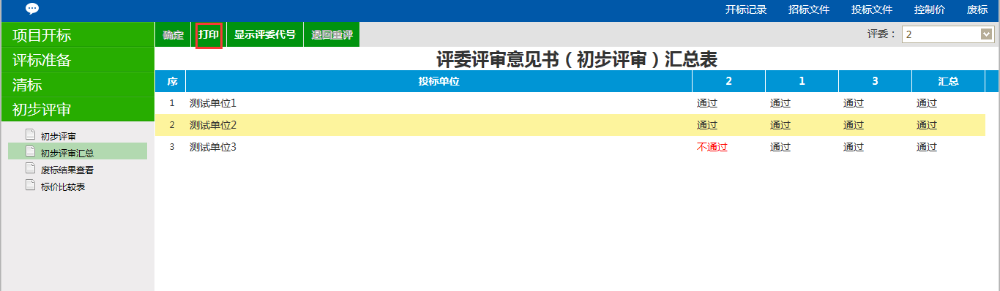 开标记录 招标文件 投标文件 控制价 废标
项目开标
评标准备
清标
初步评审
初步评审
初步评审汇总
废标结果查看
标价比较表
确定 打印 显示评委代号 退回重评 评委： 2
评委评审意见书（初步评审）汇总表
序 投标单位 2 1 3 汇总
1 测试单位1 通过 通过 通过 通过
2 测试单位2 通过 通过 通过 通过
3 测试单位3 不通过 通过 通过 通过